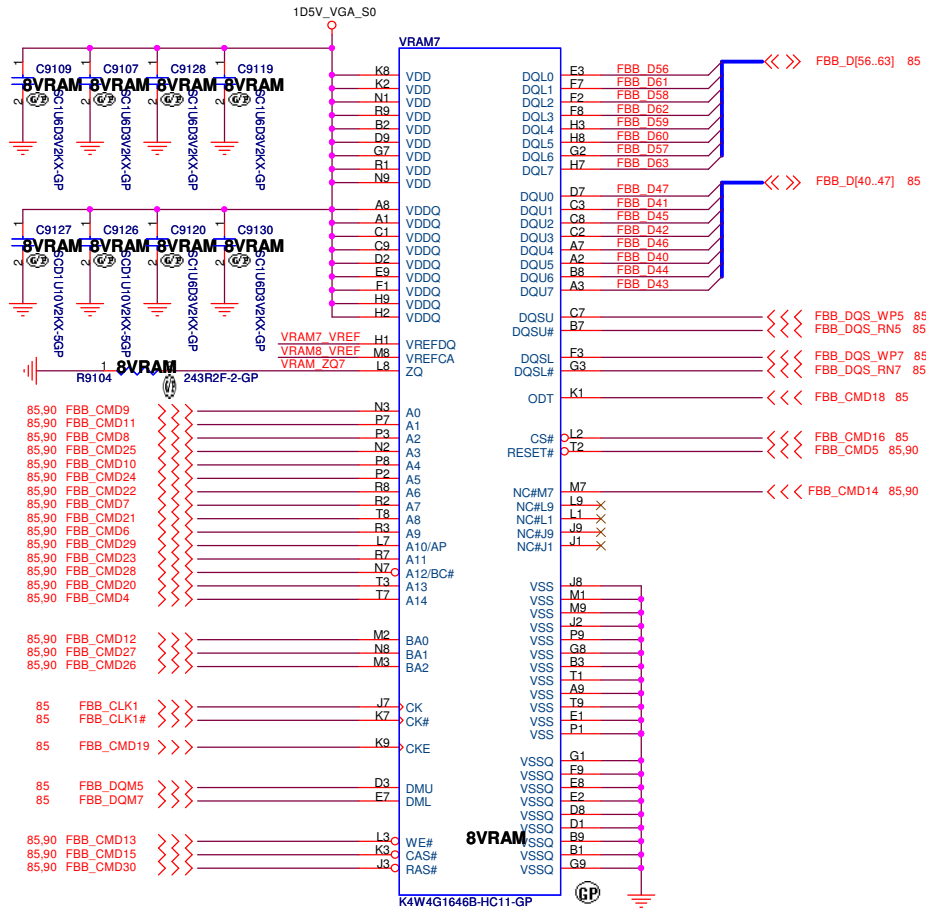 1D5V_VGA_S0
VRAM7
C9109 C9107 C9128 C9119
8VRAM 8VRAM 8VRAM 8VRAM
1 1 1 1
2 2 2 2
G/P G/P G/P G/P
SC1U6D3V2KX-GP SC1U6D3V2KX-GP SC1U6D3V2KX-GP SC1U6D3V2KX-GP
C9127 C9126 C9120 C9130
8VRAM 8VRAM 8VRAM 8VRAM
1 1 1 1
2 2 2 2
G/P G/P G/P G/P
SCD1U10V2KX-5GP SCD1U10V2KX-5GP SC1U6D3V2KX-GP SC1U6D3V2KX-GP
K8 VDD
K2 VDD
N1 VDD
R9 VDD
B2 VDD
D9 VDD
G7 VDD
R1 VDD
N9 VDD
A8 VDDQ
A1 VDDQ
C1 VDDQ
C9 VDDQ
D2 VDDQ
E9 VDDQ
F1 VDDQ
H9 VDDQ
H2 VDDQ
VRAM7_VREF H1 VREFDQ
VRAM8_VREF M8 VREFCA
VRAM_ZQ7 L8 ZQ
1 8VRAM
R9104 243R2F-2-GP
85,90 FBB_CMD9 N3 A0
85,90 FBB_CMD11 P7 A1
85,90 FBB_CMD8 P3 A2
85,90 FBB_CMD25 N2 A3
85,90 FBB_CMD10 P8 A4
85,90 FBB_CMD24 P2 A5
85,90 FBB_CMD22 R8 A6
85,90 FBB_CMD7 R2 A7
85,90 FBB_CMD21 T8 A8
85,90 FBB_CMD6 R3 A9
85,90 FBB_CMD29 L7 A10/AP
85,90 FBB_CMD23 R7 A11
85,90 FBB_CMD28 N7 A12/BC#
85,90 FBB_CMD20 T3 A13
85,90 FBB_CMD4 T7 A14
85,90 FBB_CMD12 M2 BA0
85,90 FBB_CMD27 N8 BA1
85,90 FBB_CMD26 M3 BA2
85 FBB_CLK1 J7 CK
85 FBB_CLK1# K7 CK#
85 FBB_CMD19 K9 CKE
85 FBB_DQM5 D3 DMU
85 FBB_DQM7 E7 DML
85,90 FBB_CMD13 L3 WE#
85,90 FBB_CMD15 K3 CAS#
85,90 FBB_CMD30 J3 RAS#
DQL0 E3 FBB_D56 FBB_D[56..63] 85
DQL1 F7 FBB_D61
DQL2 F2 FBB_D58
DQL3 F8 FBB_D62
DQL4 H3 FBB_D59
DQL5 H8 FBB_D60
DQL6 G2 FBB_D57
DQL7 H7 FBB_D63
DQU0 D7 FBB_D47 FBB_D[40..47] 85
DQU1 C3 FBB_D41
DQU2 C8 FBB_D45
DQU3 C2 FBB_D42
DQU4 A7 FBB_D46
DQU5 A2 FBB_D40
DQU6 B8 FBB_D44
DQU7 A3 FBB_D43
DQSU C7 FBB_DQS_WP5 85
DQSU# B7 FBB_DQS_RN5 85
DQSL F3 FBB_DQS_WP7 85
DQSL# G3 FBB_DQS_RN7 85
ODT K1 FBB_CMD18 85
CS# L2 FBB_CMD16 85
RESET# T2 FBB_CMD5 85,90
NC#M7 M7 FBB_CMD14 85,90
NC#L9 L9
NC#L1 L1
NC#J9 J9
NC#J1 J1
VSS J8
VSS M1
VSS M9
VSS J2
VSS P9
VSS G8
VSS B3
VSS T1
VSS A9
VSS T9
VSS E1
VSS P1
VSSQ G1
VSSQ F9
VSSQ E8
VSSQ E2
VSSQ D8
VSSQ D1
VSSQ B9
VSSQ B1
VSSQ G9
8VRAM
GP
K4W4G1646B-HC11-GP